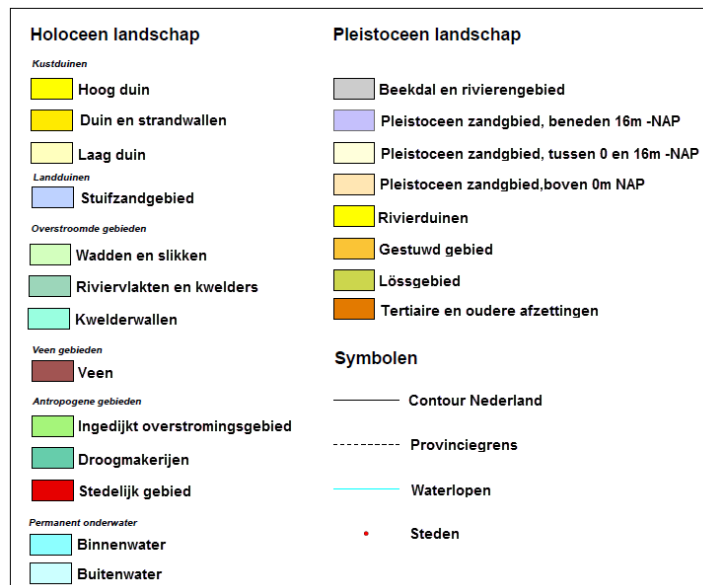 Holoceen landschap
Kustduinen
Hoog duin
Duin en strandwallen
Laag duin
Landduinen
Stuifzandgebied
Overstroomde gebieden
Wadden en slikken
Riviervlakten en kwelders
Kwelderwallen
Veen gebieden
Veen
Antropogene gebieden
Ingedijkt overstromingsgebied
Droogmakerijen
Stedelijk gebied
Permanent onderwater
Binnenwater
Buitenwater
Pleistoceen landschap
Beekdal en rivierengebied
Pleistoceen zandgbied, beneden 16m -NAP
Pleistoceen zandgbied, tussen 0 en 16m -NAP
Pleistoceen zandgbied,boven 0m NAP
Rivierduinen
Gestuwd gebied
Lössgebied
Tertiaire en oudere afzettingen
Symbolen
Contour Nederland
Provinciegrens
Waterlopen
Steden